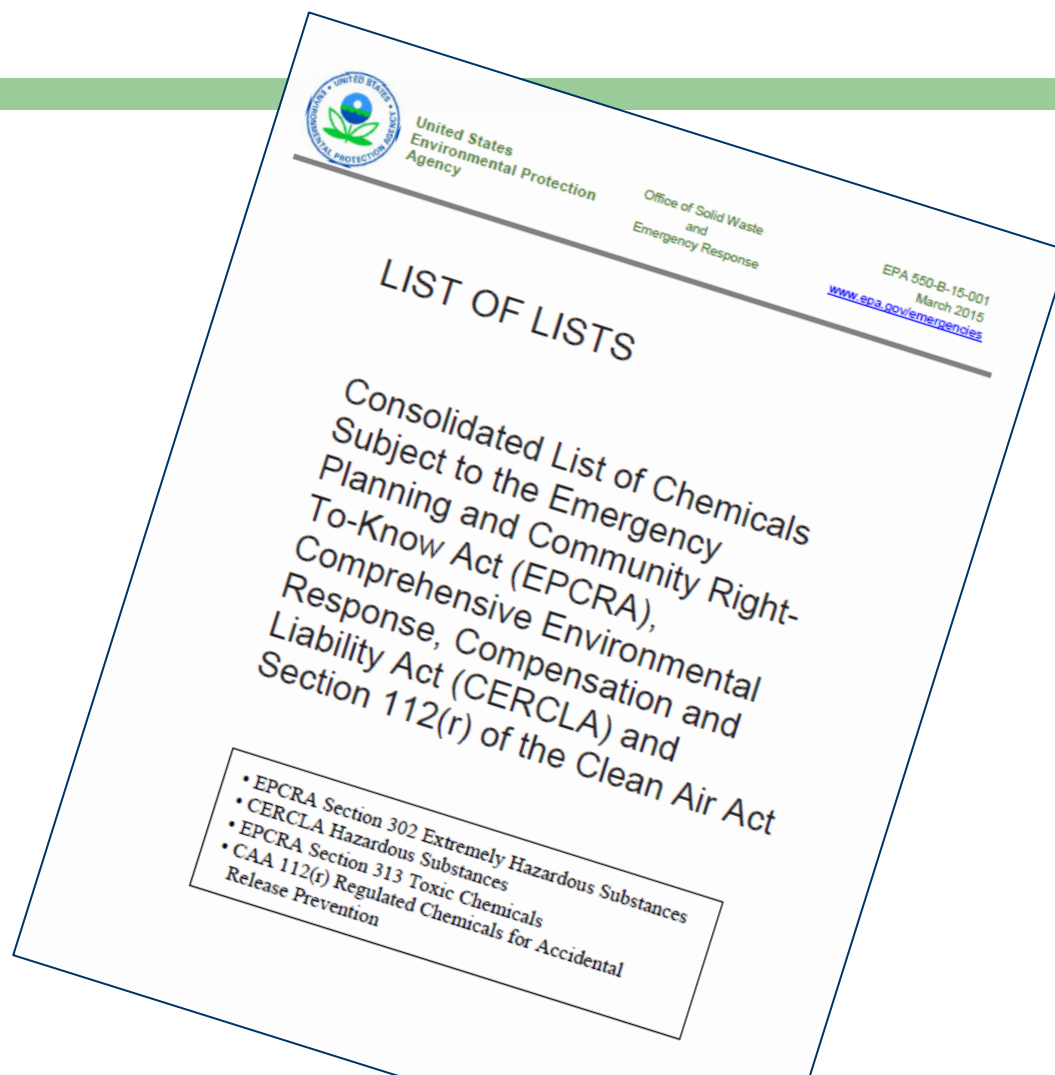 UNITED STATES
ENVIRONMENTAL PROTECTION AGENCY
United States
Environmental Protection
Agency
Office of Solid Waste
and
Emergency Response
EPA 550-B-15-001
March 2015
www.epa.gov/emergencies
LIST OF LISTS
Consolidated List of Chemicals
Subject to the Emergency
Planning and Community Right-
To-Know Act (EPCRA),
Comprehensive Environmental
Response, Compensation and
Liability Act (CERCLA) and
Section 112(r) of the Clean Air Act
• EPCRA Section 302 Extremely Hazardous Substances
• CERCLA Hazardous Substances
• EPCRA Section 313 Toxic Chemicals
• CAA 112(r) Regulated Chemicals for Accidental
Release Prevention